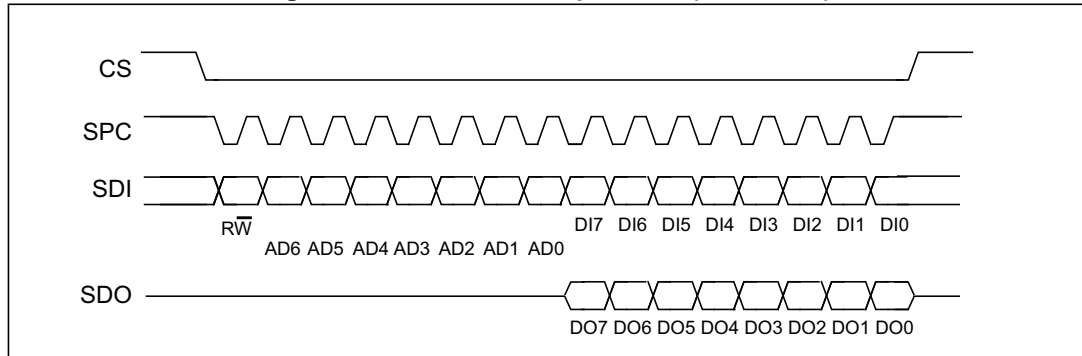 CS
SPC
SDI
RW̅ DI7 DI6 DI5 DI4 DI3 DI2 DI1 DI0
AD6 AD5 AD4 AD3 AD2 AD1 AD0
SDO
DO7 DO6 DO5 DO4 DO3 DO2 DO1 DO0